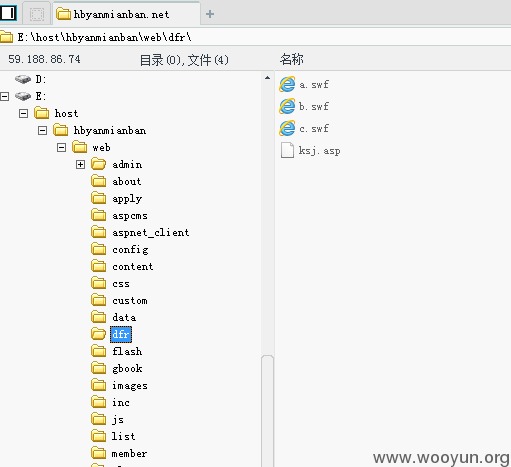 hbyanmianban.net
E:\host\hbyanmianban\web\dfr\
59.188.86.74 目录(0),文件(4) 名称
D:
E:
host
hbyanmianban
web
admin
about
apply
aspcms
aspnet_client
config
content
css
custom
data
dfr
flash
gbook
images
inc
js
list
member
a.swf
b.swf
c.swf
ksj.asp
www.wooyun.org